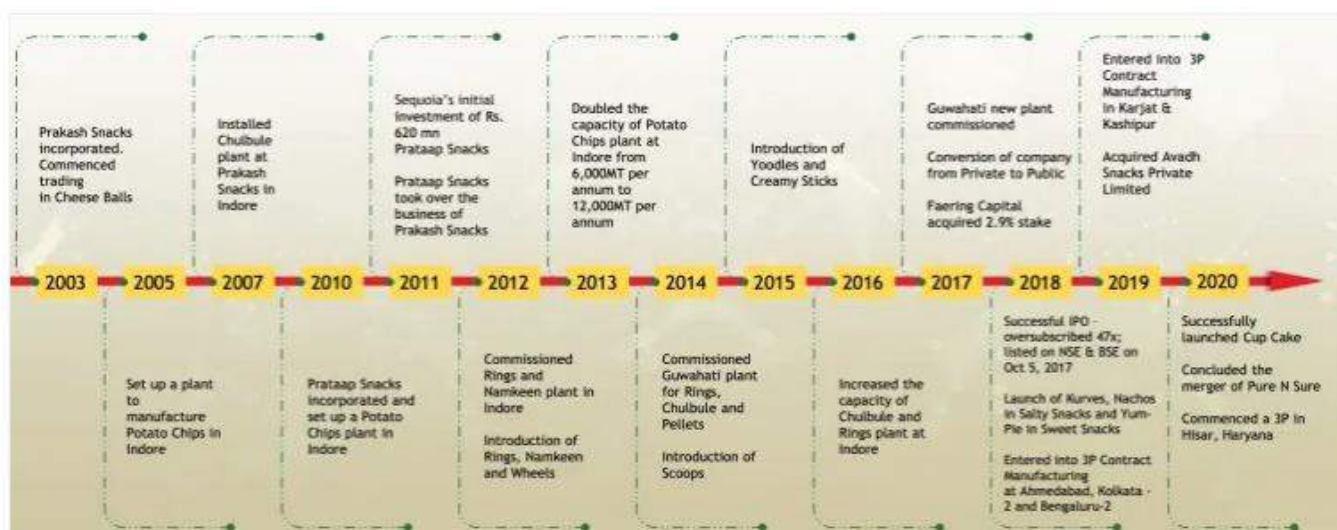 Prakash Snacks
incorporated.
Commenced
trading
in Cheese Balls
Installed
Chulbule
plant at
Prakash
Snacks in
Indore
Sequoia's initial
investment of Rs.
620 mn
Prataap Snacks
Prataap Snacks
took over the
business of
Prakash Snacks
Doubled the
capacity of Potato
Chips plant at
Indore from
6,000MT per
annum to
12,000MT per
annum
Introduction of
Yoodles and
Creamy Sticks
Guwahati new plant
commissioned
Conversion of company
from Private to Public
Faering Capital
acquired 2.9% stake
Entered into 3P
Contract
Manufacturing
in Karjat &
Kashipur
Acquired Avadh
Snacks Private
Limited
2003 2005 2007 2010 2011 2012 2013 2014 2015 2016 2017 2018 2019 2020
Set up a plant
to
manufacture
Potato Chips in
Indore
Prataap Snacks
incorporated and
set up a Potato
Chips plant in
Indore
Commissioned
Rings and
Namkeen plant in
Indore
Introduction of
Rings, Namkeen
and Wheels
Commissioned
Guwahati plant
for Rings,
Chulbule and
Pellets
Introduction of
Scoops
Increased the
capacity of
Chulbule and
Rings plant at
Indore
Successful IPO -
oversubscribed 47x;
listed on NSE & BSE on
Oct 5, 2017
Launch of Kurves, Nachos
in Salty Snacks and Yum-
Pie in Sweet Snacks
Entered into 3P Contract
Manufacturing
at Ahmedabad, Kolkata -
2 and Bengaluru-2
Successfully
launched Cup Cake
Concluded the
merger of Pure N Sure
Commenced a 3P in
Hisar, Haryana